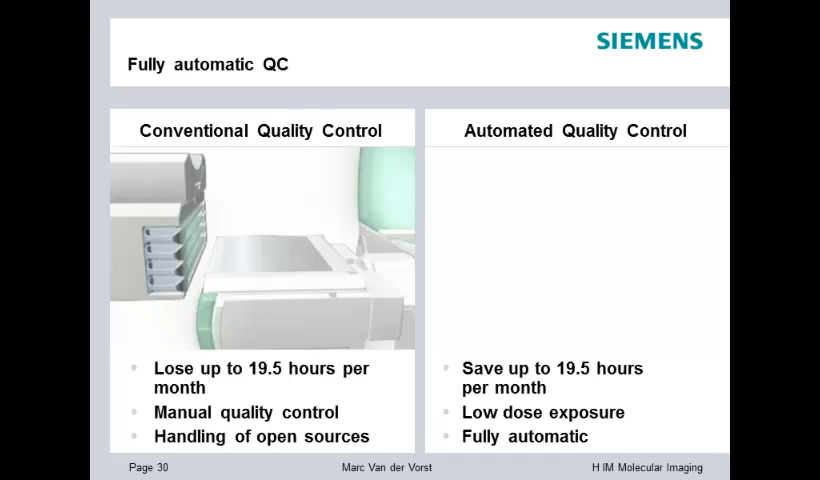 SIEMENS
Fully automatic QC
Conventional Quality Control
Lose up to 19.5 hours per
month
Manual quality control
Handling of open sources
Automated Quality Control
Save up to 19.5 hours
per month
Low dose exposure
Fully automatic
Page 30
Marc Van der Vorst
H IM Molecular Imaging